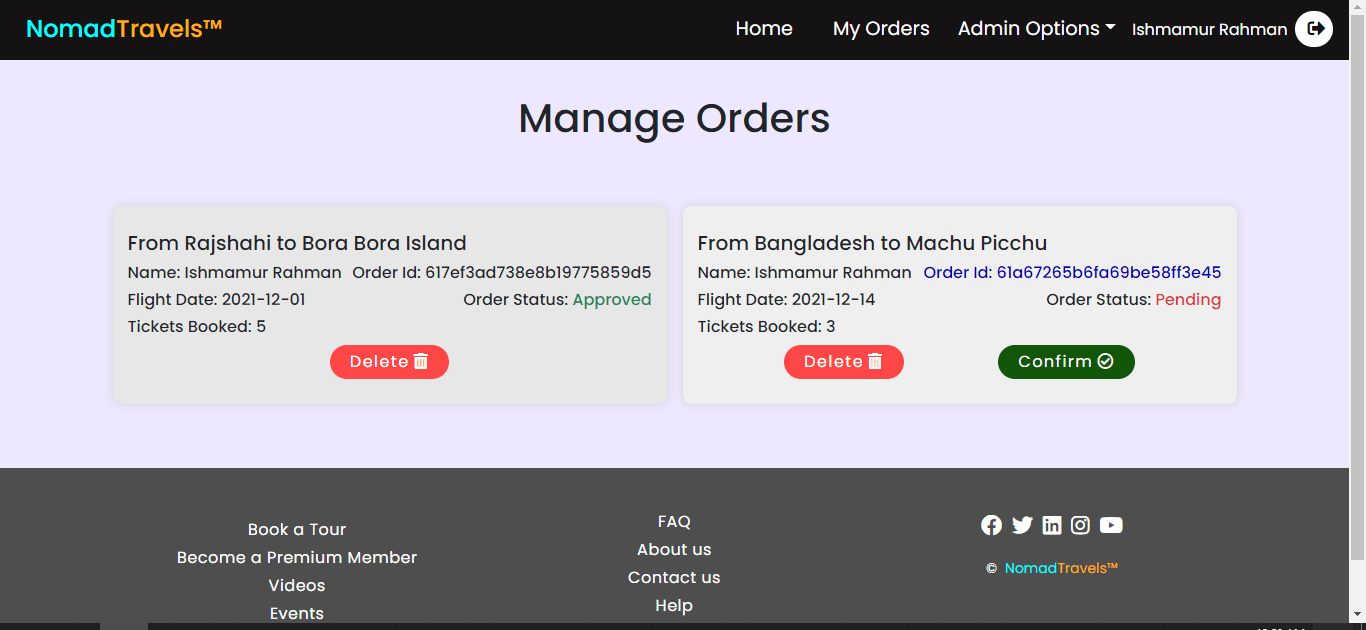 NomadTravels™ Home My Orders Admin Options Ishmamur Rahman
Manage Orders
From Rajshahi to Bora Bora Island
Name: Ishmamur Rahman Order Id: 617ef3ad738e8b19775859d5
Flight Date: 2021-12-01 Order Status: Approved
Tickets Booked: 5
Delete
From Bangladesh to Machu Picchu
Name: Ishmamur Rahman Order Id: 61a67265b6fa69be58ff3e45
Flight Date: 2021-12-14 Order Status: Pending
Tickets Booked: 3
Delete Confirm
Book a Tour
Become a Premium Member
Videos
Events
FAQ
About us
Contact us
Help
© NomadTravels™